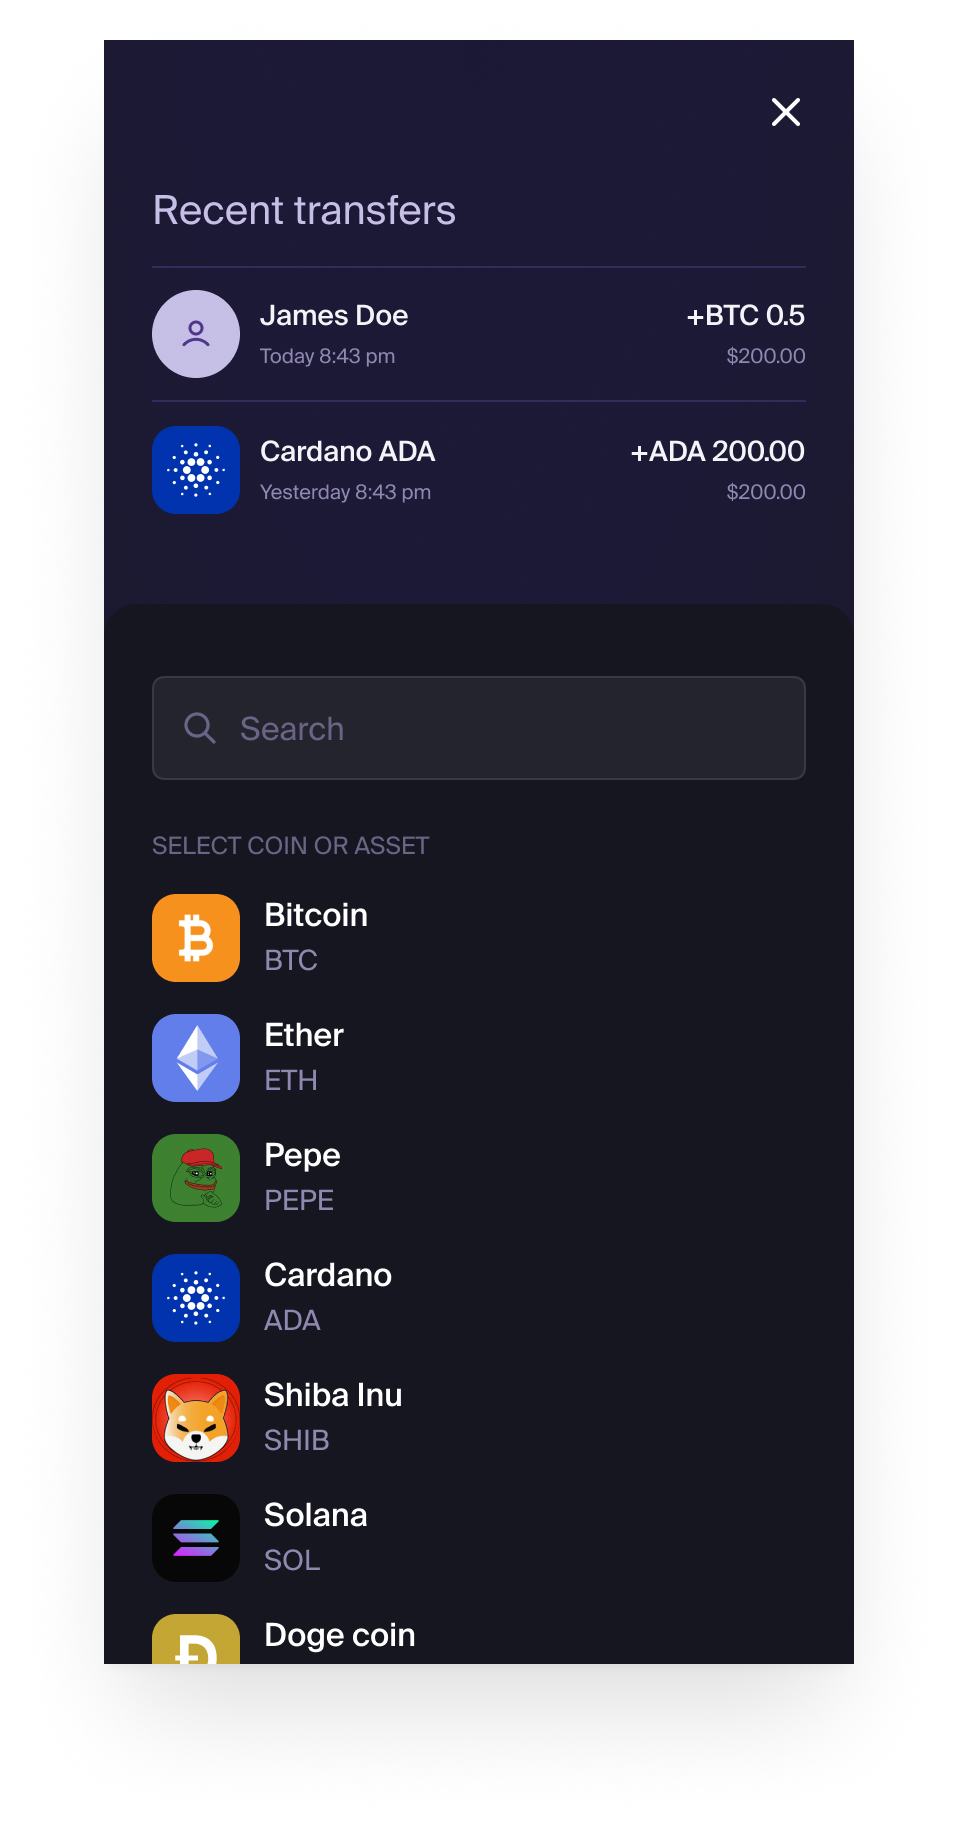 Recent transfers
James Doe
+BTC 0.5
Today 8:43 pm
$200.00
Cardano ADA
+ADA 200.00
Yesterday 8:43 pm
$200.00
Search
SELECT COIN OR ASSET
Bitcoin
BTC
Ether
ETH
Pepe
PEPE
Cardano
ADA
Shiba Inu
SHIB
Solana
SOL
Doge coin